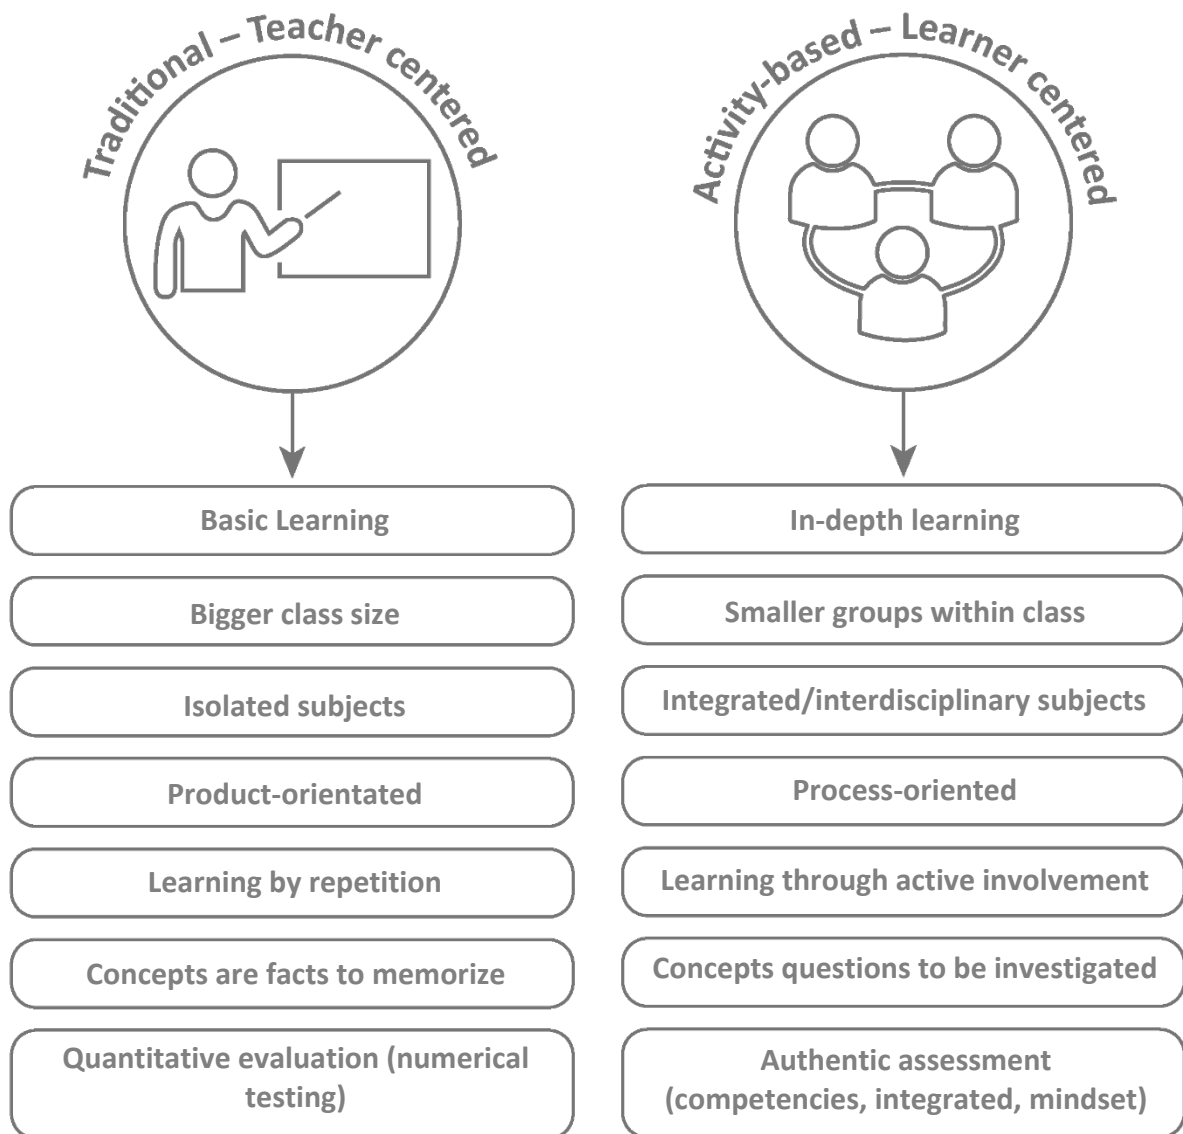 Traditional – Teacher centered
Basic Learning
Bigger class size
Isolated subjects
Product-orientated
Learning by repetition
Concepts are facts to memorize
Quantitative evaluation (numerical
testing)
Activity-based – Learner centered
In-depth learning
Smaller groups within class
Integrated/interdisciplinary subjects
Process-oriented
Learning through active involvement
Concepts questions to be investigated
Authentic assessment
(competencies, integrated, mindset)